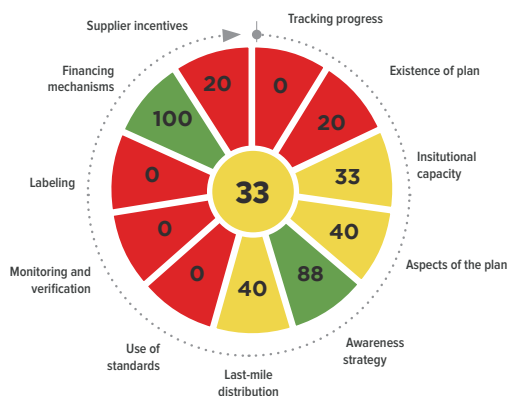 Supplier incentives
Tracking progress
Financing
mechanisms
Existence of plan
20
0
100
20
Insitutional
capacity
Labeling
0
33
33
0
40
Aspects of the plan
Monitoring and
verification
0
40
88
Use of
standards
Awareness
strategy
Last-mile
distribution